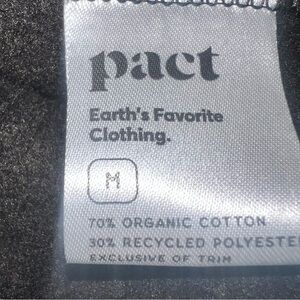 pact
Earth's Favorite
Clothing.
M
70% ORGANIC COTTON
30% RECYCLED POLYESTE
EXCLUSIVE OF TRIM